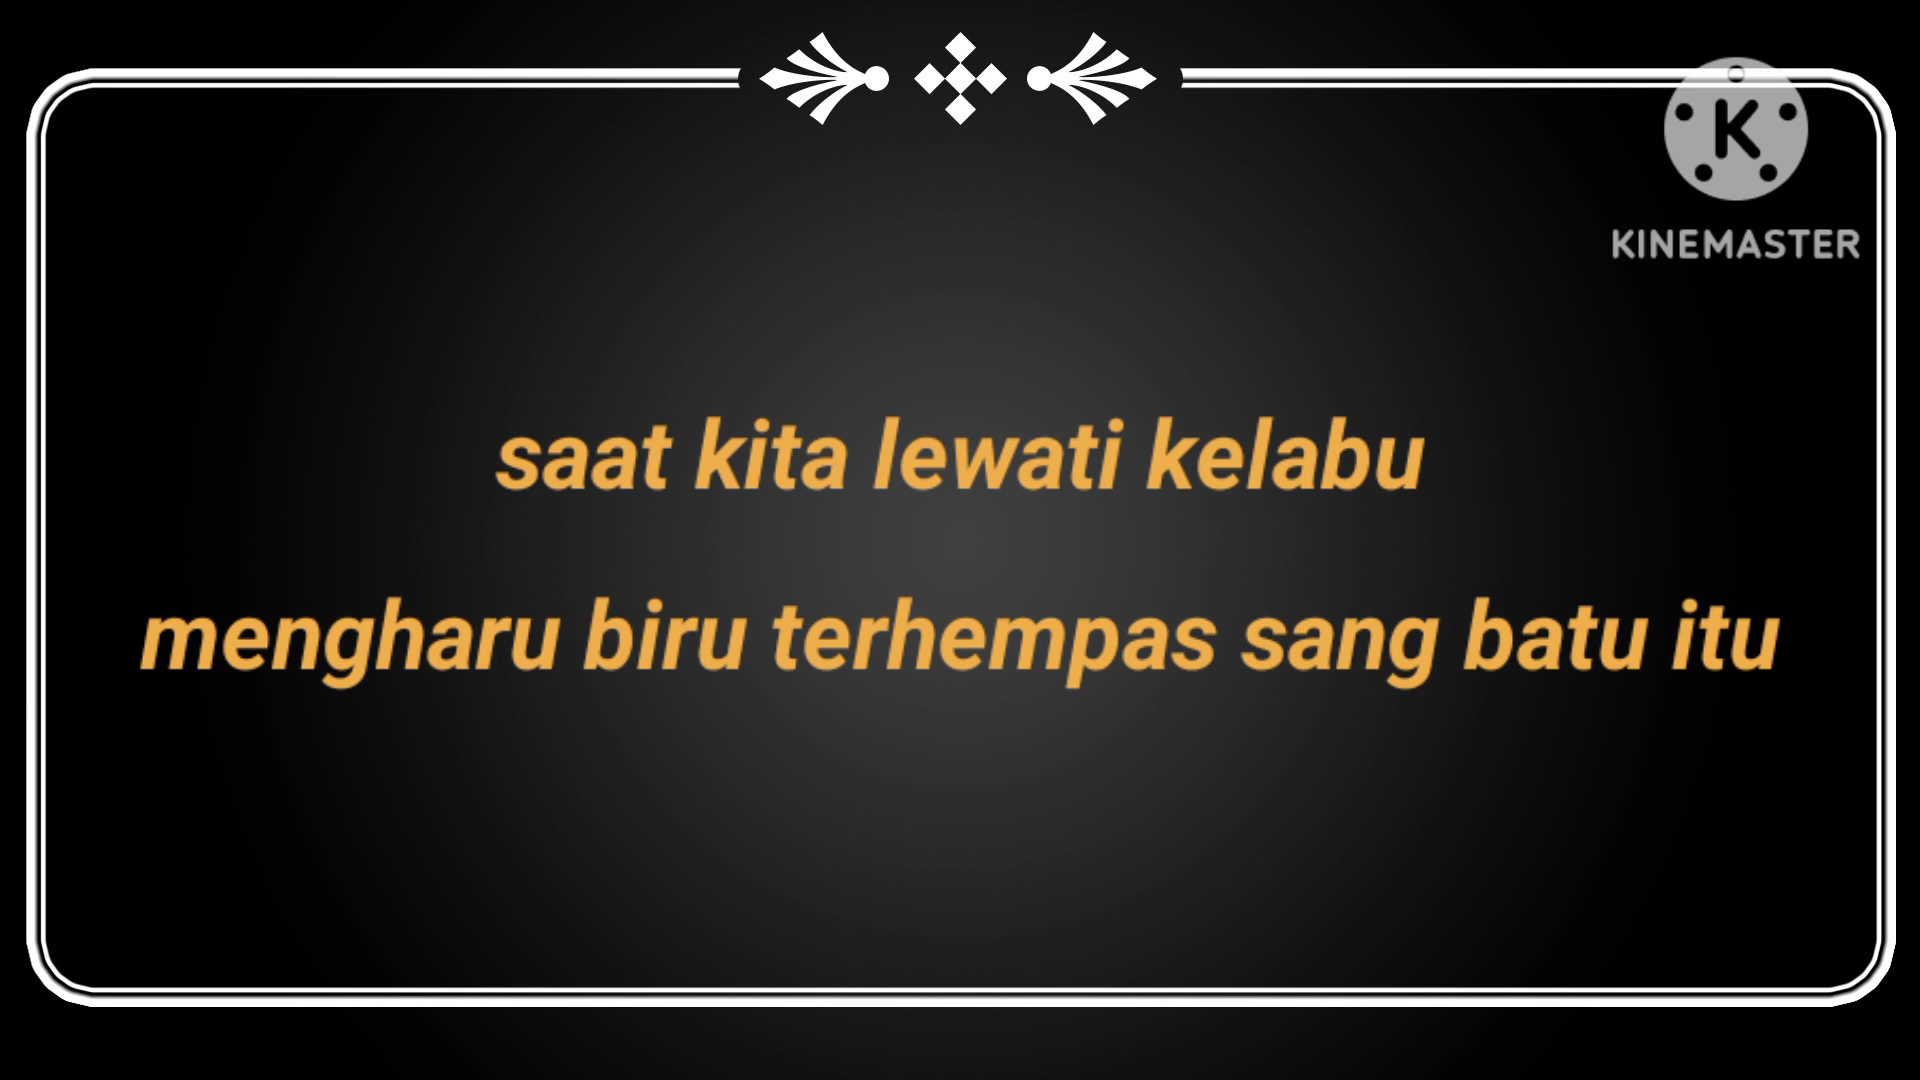 KINEMASTER
saat kita lewati kelabu
mengharu biru terhempas sang batu itu